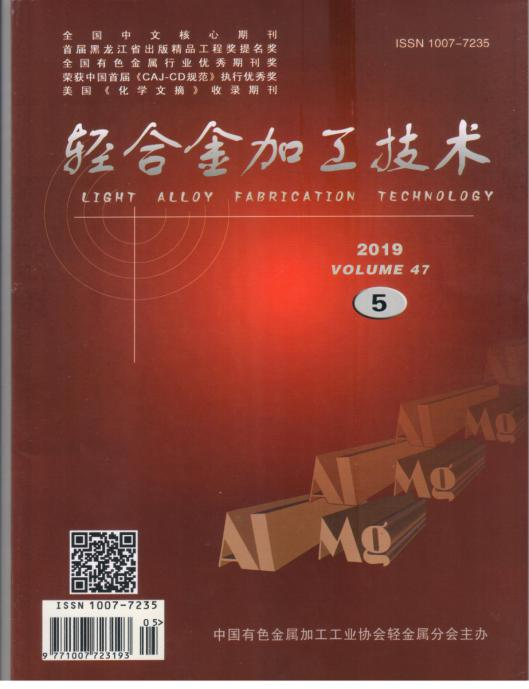 全国中文核心期刊
首届黑龙江省出版精品工程奖提名奖
全国有色金属行业优秀期刊奖
荣获中国首届《CAJ-CD规范》执行优秀奖
美国《化学文摘》收录期刊
ISSN 1007-7235
轻合金加工技术
LIGHT ALLOY FABRICATION TECHNOLOGY
2019
VOLUME 47
5
Al Mg
Al Mg
Al Mg
ISSN 1007-7235
05>
9 771007 723193
中国有色金属加工工业协会轻金属分会主办